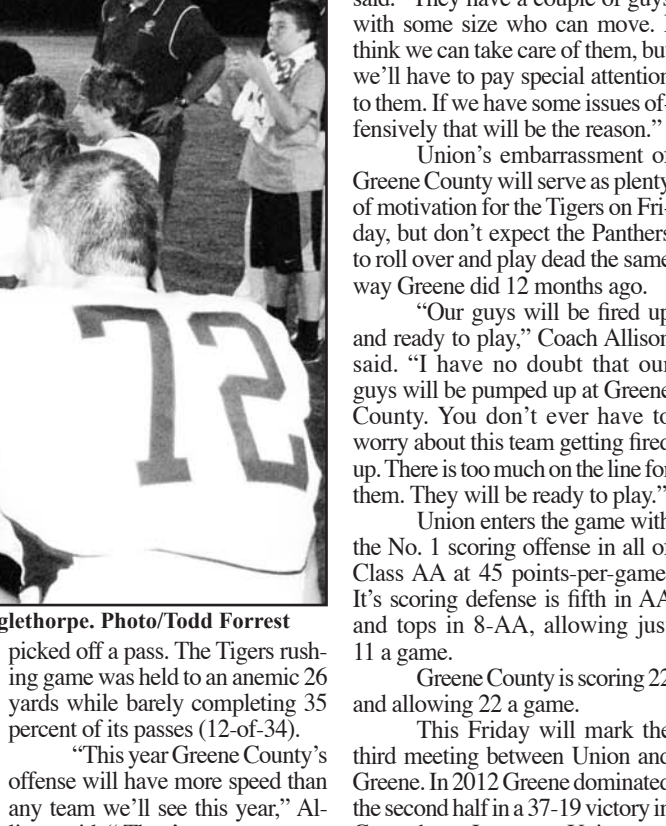 72
glethorpe. Photo/Todd Forrest
picked off a pass. The Tigers rush-
ing game was held to an anemic 26
yards while barely completing 35
percent of its passes (12-of-34).
“This year Greene County’s
offense will have more speed than
any team we’ll see this year,” Al-
said. “They have a couple of guys
with some size who can move.
think we can take care of them, but
we’ll have to pay special attention
to them. If we have some issues of-
fensively that will be the reason.”
Union’s embarrassment of
Greene County will serve as plenty
of motivation for the Tigers on Fri-
day, but don’t expect the Panthers
to roll over and play dead the same
way Greene did 12 months ago.
“Our guys will be fired up
and ready to play,” Coach Allison
said. “I have no doubt that our
guys will be pumped up at Greene
County. You don’t ever have to
worry about this team getting fired
up. There is too much on the line for
them. They will be ready to play.”
Union enters the game with
the No. 1 scoring offense in all of
Class AA at 45 points-per-game.
It’s scoring defense is fifth in AA
and tops in 8-AA, allowing just
11 a game.
Greene County is scoring 22
and allowing 22 a game.
This Friday will mark the
third meeting between Union and
Greene. In 2012 Greene dominated
the second half in a 37-19 victory in